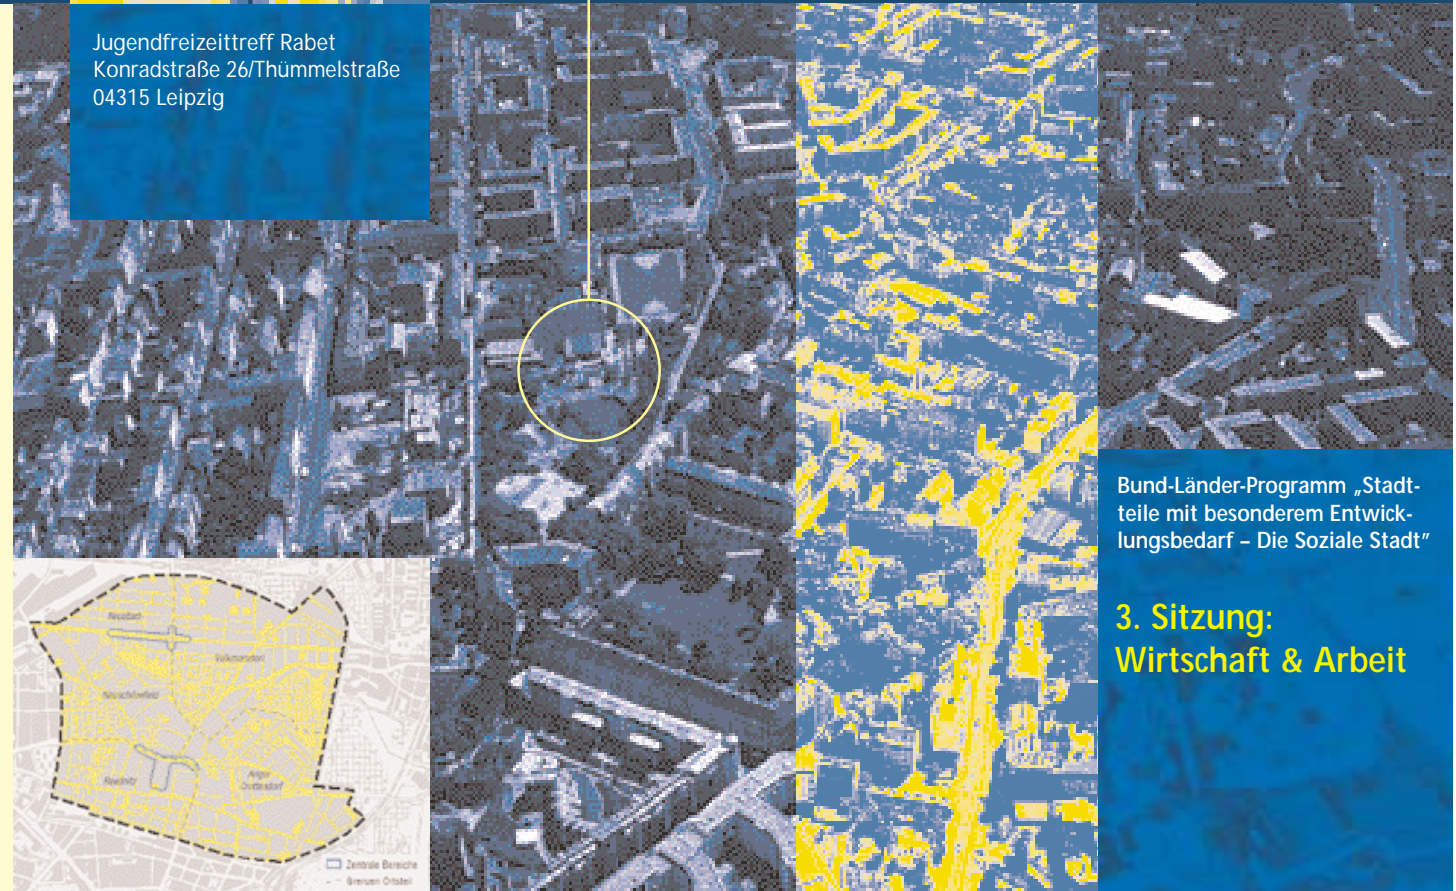 Jugendfreizeittreff Rabet
Konradstraße 26/Thümmelstraße
04315 Leipzig
Bund-Länder-Programm „Stadt-
teile mit besonderem Entwick-
lungsbedarf – Die Soziale Stadt"
3. Sitzung:
Wirtschaft & Arbeit
Neustadt
Volkmarsdorf
Neuschönefeld
Reudnitz
Anger
Crottendorf
Zentrale Bereiche
Grenzen Ortsteil